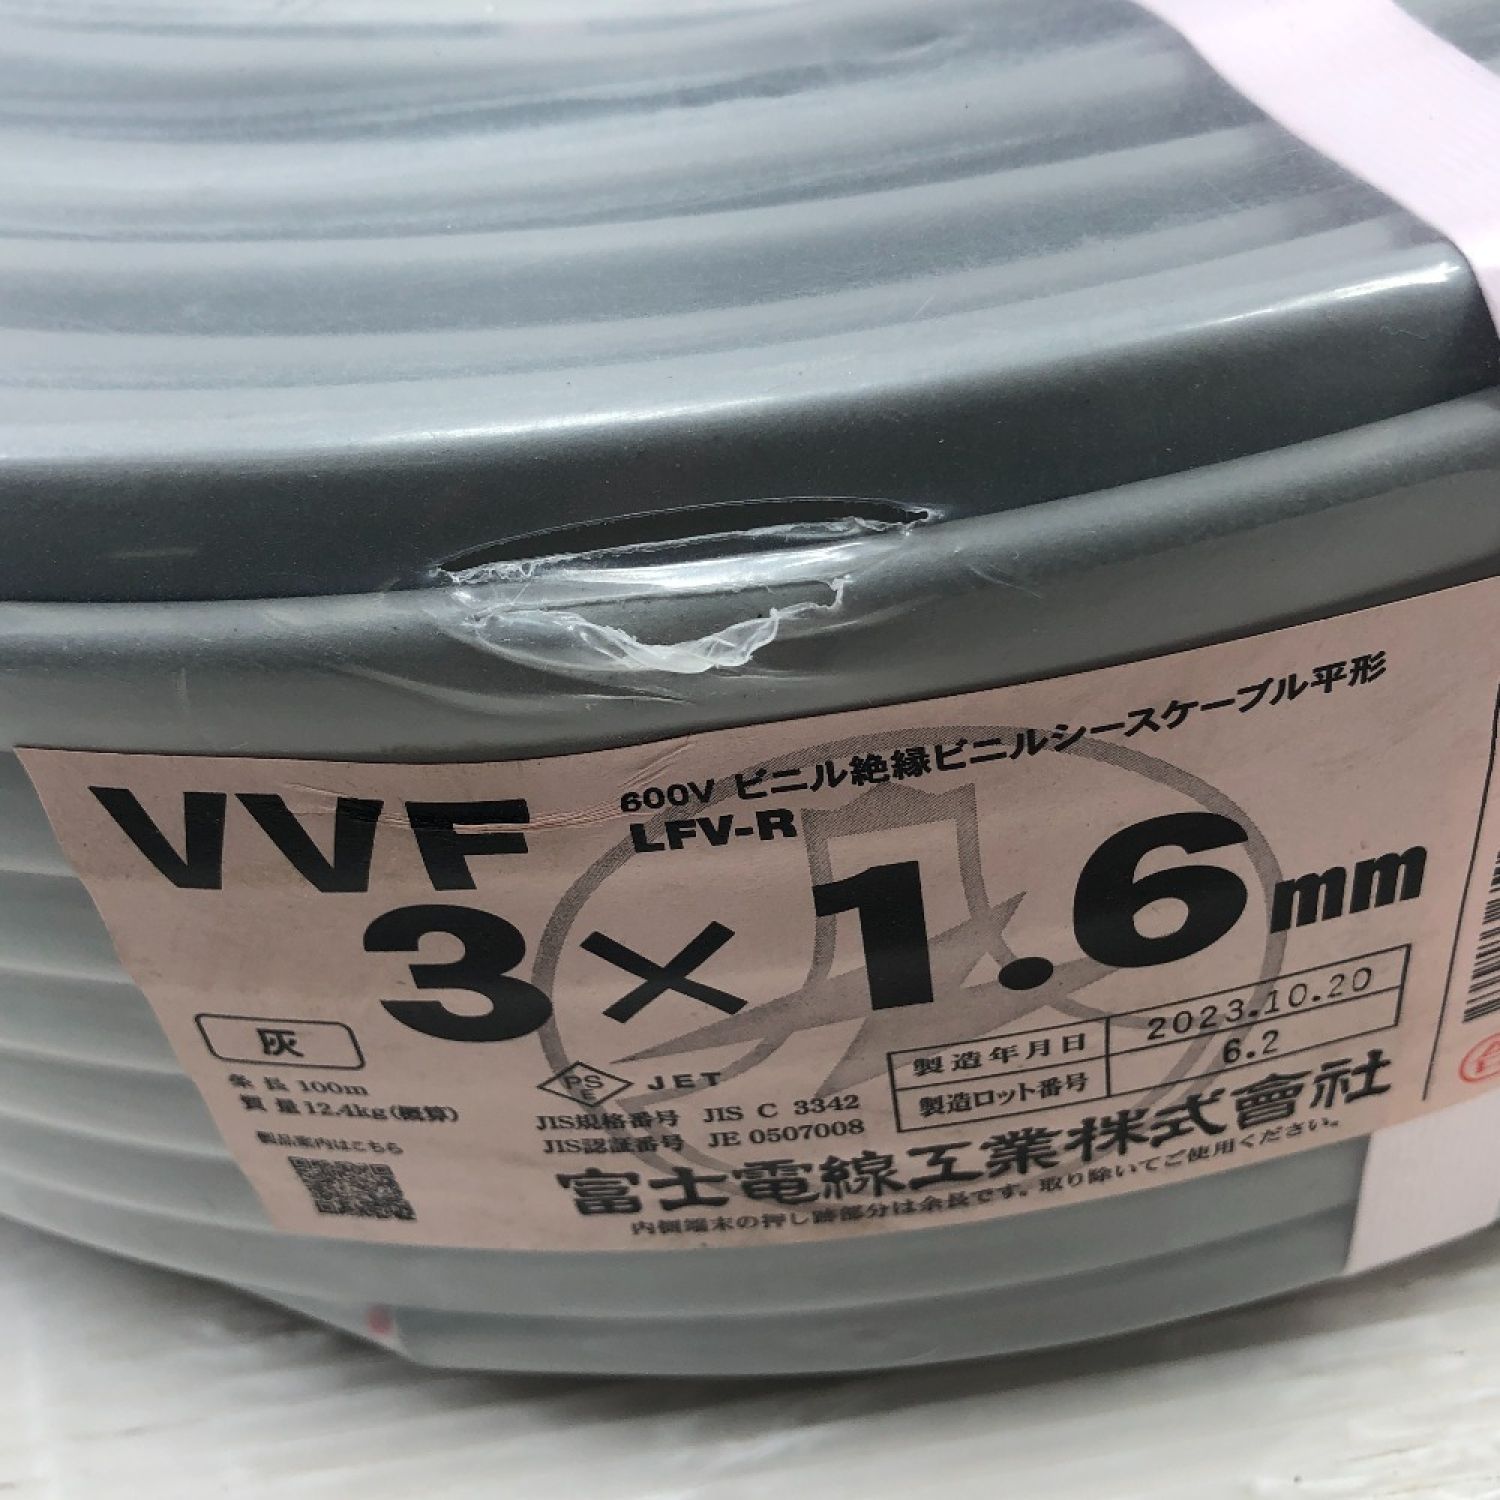 VVF
600V ビニル絶縁ビニルシースケーブル平形
LFV-R
3×1.6mm
灰
条長 100m
質量 12.4kg(概算)
製品案内はこちら
PS
E
JET
JIS規格番号 JIS C 3342
JIS認証番号 JE 0507008
製造年月日 2023.10.20
製造ロット番号 6.2
富士電線工業株式會社
内側端末の押し跡部分は余長です。取り除いてご使用ください。